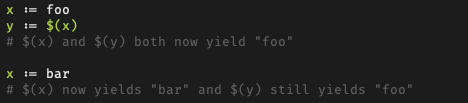 x := foo
y := $(x)
# $(x) and $(y) both now yield "foo"
x := bar
# $(x) now yields "bar" and $(y) still yields "foo"